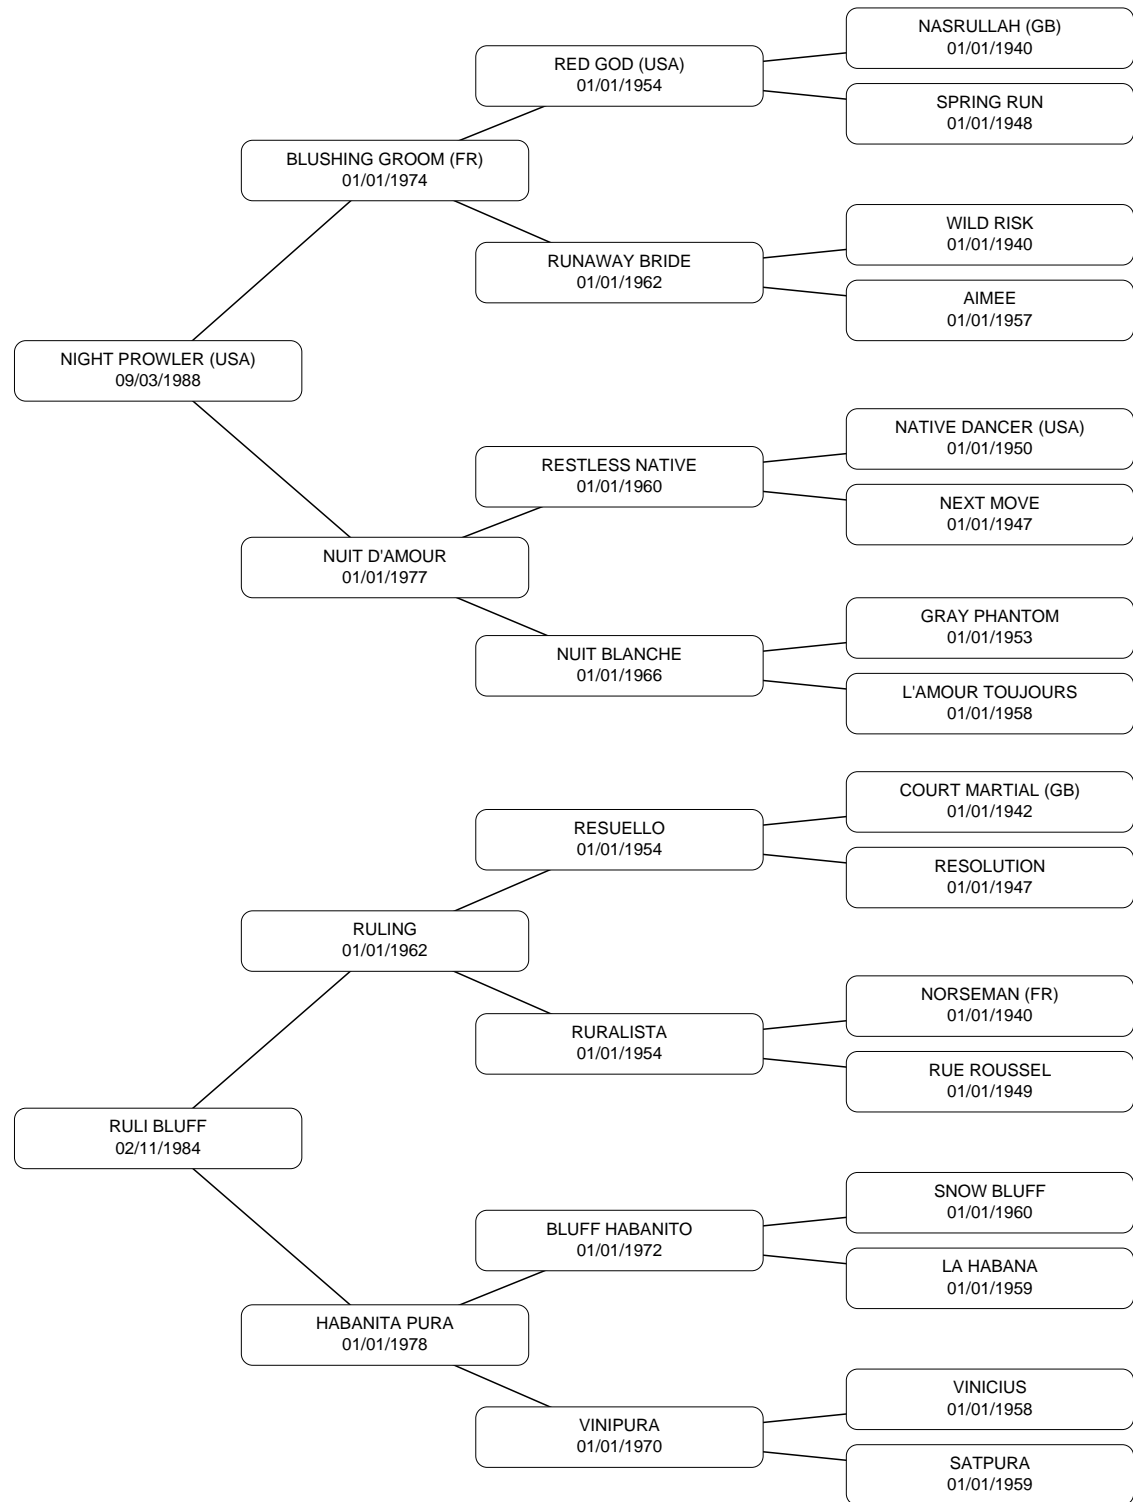 NASRULLAH (GB)
01/01/1940
RED GOD (USA)
01/01/1954
SPRING RUN
01/01/1948
BLUSHING GROOM (FR)
01/01/1974
WILD RISK
01/01/1940
RUNAWAY BRIDE
01/01/1962
AIMEE
01/01/1957
NIGHT PROWLER (USA)
09/03/1988
NATIVE DANCER (USA)
01/01/1950
RESTLESS NATIVE
01/01/1960
NEXT MOVE
01/01/1947
NUIT D'AMOUR
01/01/1977
GRAY PHANTOM
01/01/1953
NUIT BLANCHE
01/01/1966
L'AMOUR TOUJOURS
01/01/1958
COURT MARTIAL (GB)
01/01/1942
RESUELLO
01/01/1954
RESOLUTION
01/01/1947
RULING
01/01/1962
NORSEMAN (FR)
01/01/1940
RURALISTA
01/01/1954
RUE ROUSSEL
01/01/1949
RULI BLUFF
02/11/1984
SNOW BLUFF
01/01/1960
BLUFF HABANITO
01/01/1972
LA HABANA
01/01/1959
HABANITA PURA
01/01/1978
VINICIUS
01/01/1958
VINIPURA
01/01/1970
SATPURA
01/01/1959